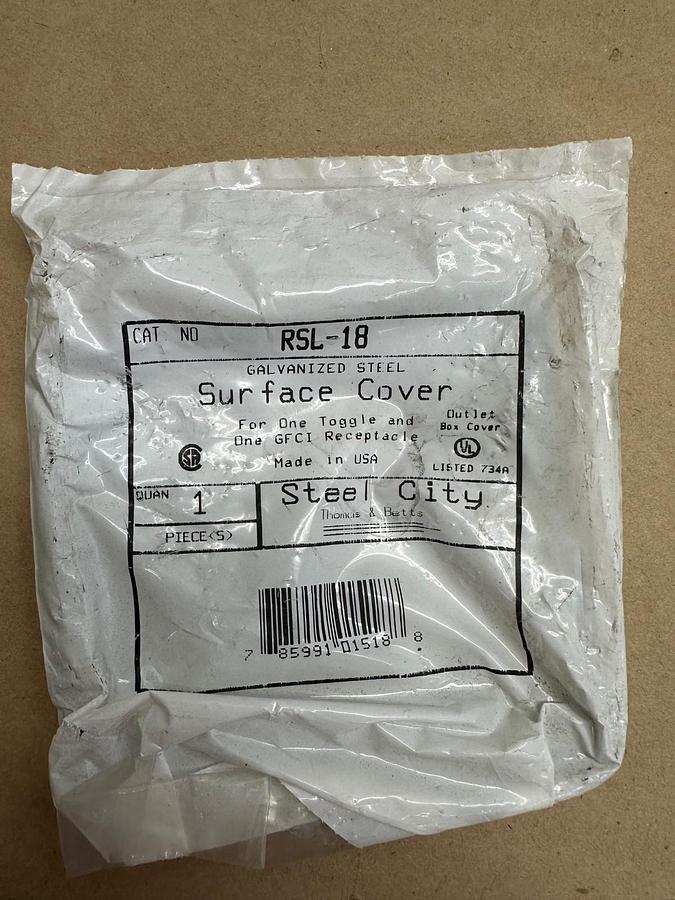 CAT NO RSL-18
GALVANIZED STEEL
Surface Cover
For One Toggle and
One GFCI Receptacle
Made in USA
Outlet
Box Cover
UL
LISTED 734A
QUAN 1
PIECE(S)
Steel City
Thomas & Betts
7 85991 01518 8